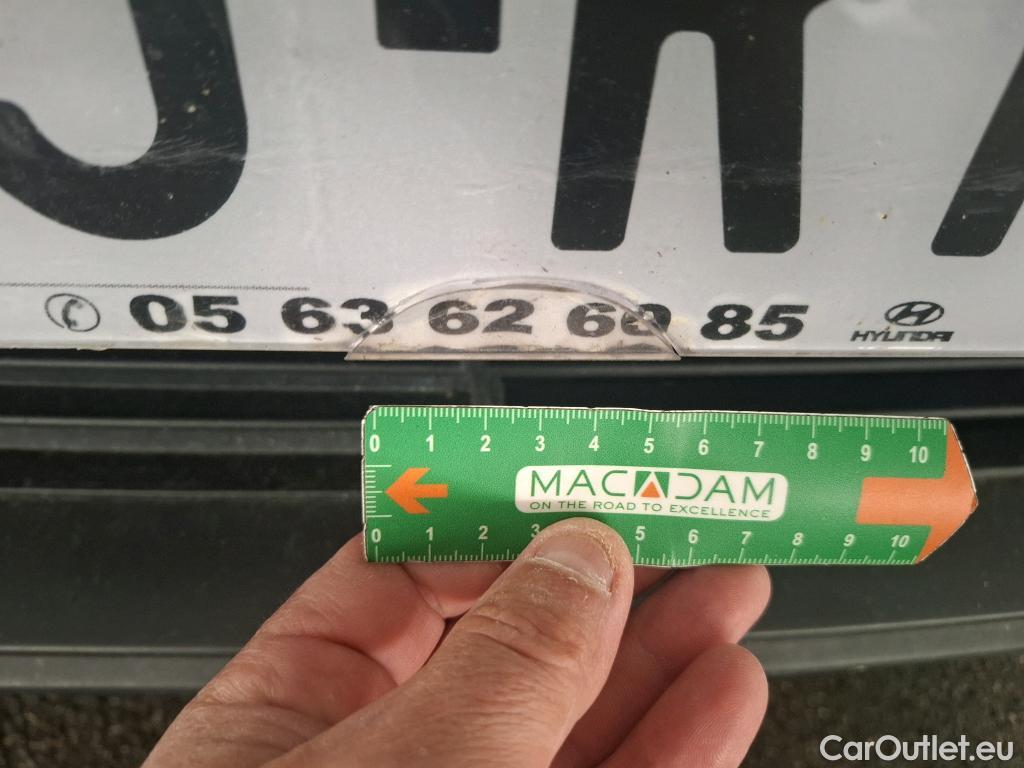 05 63 62 60 85
HYUNDAI
0 1 2 3 4 5 6 7 8 9 10
MACADAM
ON THE ROAD TO EXCELLENCE
0 1 2 3 5 6 7 8 9 10
CarOutlet.eu